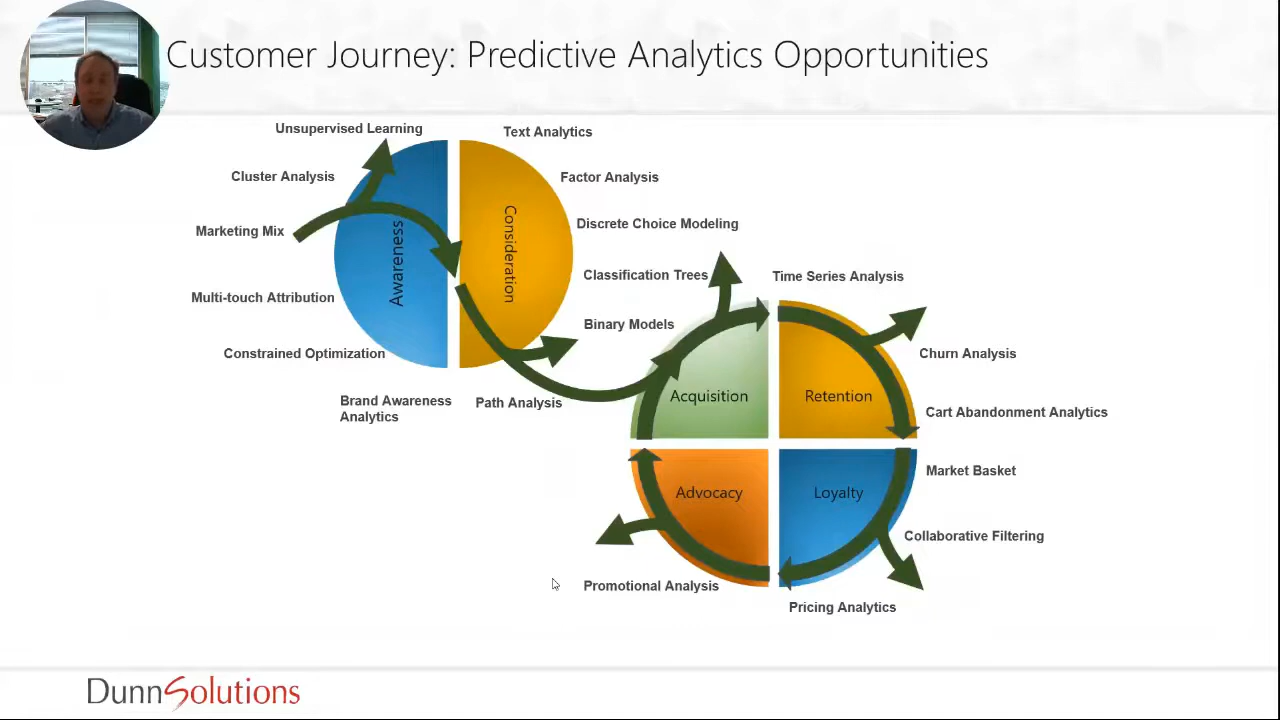 Customer Journey: Predictive Analytics Opportunities
Unsupervised Learning
Text Analytics
Cluster Analysis
Factor Analysis
Marketing Mix
Awareness
Consideration
Discrete Choice Modeling
Classification Trees
Time Series Analysis
Multi-touch Attribution
Binary Models
Constrained Optimization
Churn Analysis
Brand Awareness
Analytics
Path Analysis
Acquisition
Retention
Cart Abandonment Analytics
Market Basket
Advocacy
Loyalty
Collaborative Filtering
Promotional Analysis
Pricing Analytics
DunnSolutions